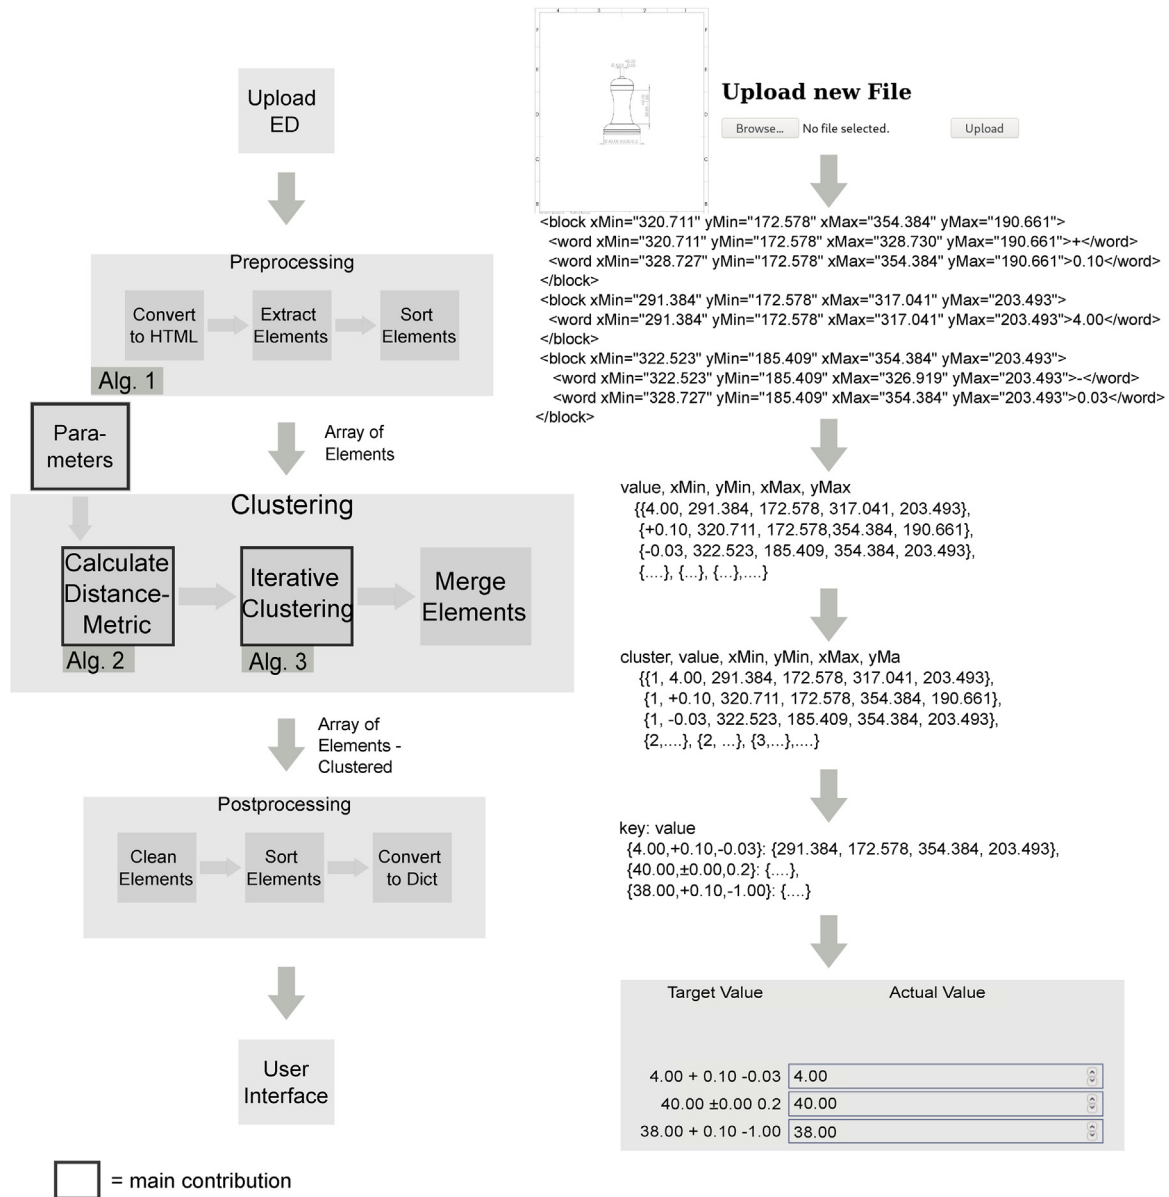 Upload
ED
Preprocessing
Convert
to HTML
Extract
Elements
Sort
Elements
Alg. 1
Para-
meters
Array of
Elements
Clustering
Calculate
Distance-
Metric
Iterative
Clustering
Merge
Elements
Alg. 2
Alg. 3
Array of
Elements -
Clustered
Postprocessing
Clean
Elements
Sort
Elements
Convert
to Dict
User
Interface
= main contribution
Upload new File
Browse... No file selected. Upload
<block xMin="320.711" yMin="172.578" xMax="354.384" yMax="190.661">
<word xMin="320.711" yMin="172.578" xMax="328.730" yMax="190.661">+</word>
<word xMin="328.727" yMin="172.578" xMax="354.384" yMax="190.661">0.10</word>
</block>
<block xMin="291.384" yMin="172.578" xMax="317.041" yMax="203.493">
<word xMin="291.384" yMin="172.578" xMax="317.041" yMax="203.493">4.00</word>
</block>
<block xMin="322.523" yMin="185.409" xMax="354.384" yMax="203.493">
<word xMin="322.523" yMin="185.409" xMax="326.919" yMax="203.493">-</word>
<word xMin="328.727" yMin="185.409" xMax="354.384" yMax="203.493">0.03</word>
</block>
value, xMin, yMin, xMax, yMax
{{4.00, 291.384, 172.578, 317.041, 203.493},
{+0.10, 320.711, 172.578,354.384, 190.661},
{-0.03, 322.523, 185.409, 354.384, 203.493},
{....}, {...}, {...},....}
cluster, value, xMin, yMin, xMax, yMa
{{1, 4.00, 291.384, 172.578, 317.041, 203.493},
{1, +0.10, 320.711, 172.578, 354.384, 190.661},
{1, -0.03, 322.523, 185.409, 354.384, 203.493},
{2,....}, {2, ...}, {3,...},....}
key: value
{4.00,+0.10,-0.03}: {291.384, 172.578, 354.384, 203.493},
{40.00,±0.00,0.2}: {....},
{38.00,+0.10,-1.00}: {....}
Target Value Actual Value
4.00 + 0.10 -0.03 4.00
40.00 ±0.00 0.2 40.00
38.00 + 0.10 -1.00 38.00